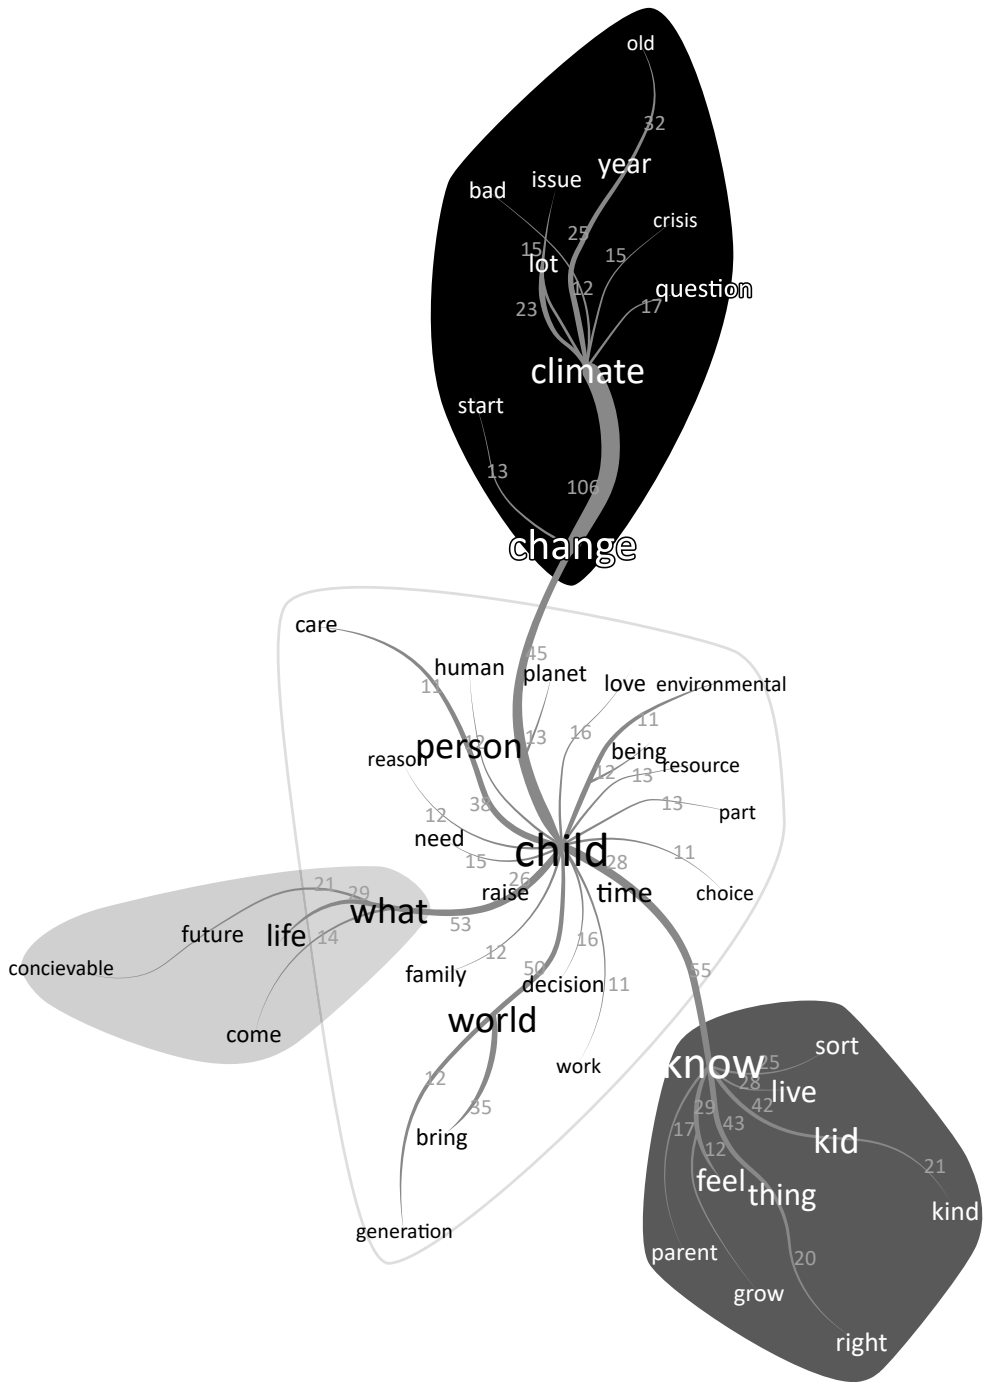 old
32
year
issue
bad
crisis
25
15
15
lot
12
question
17
23
climate
start
13
106
change
care
45
human
planet
love
environmental
11
11
16
13
12
person
being
reason
12
13
resource
38
13
part
12
need
child
11
15
28
26
21
29
raise
time
choice
what
53
future
life
14
16
12
50
concievable
family
decision
11
55
world
come
sort
know
25
work
12
28
live
35
29
42
17
43
bring
kid
12
21
feel
thing
kind
generation
parent
20
grow
right